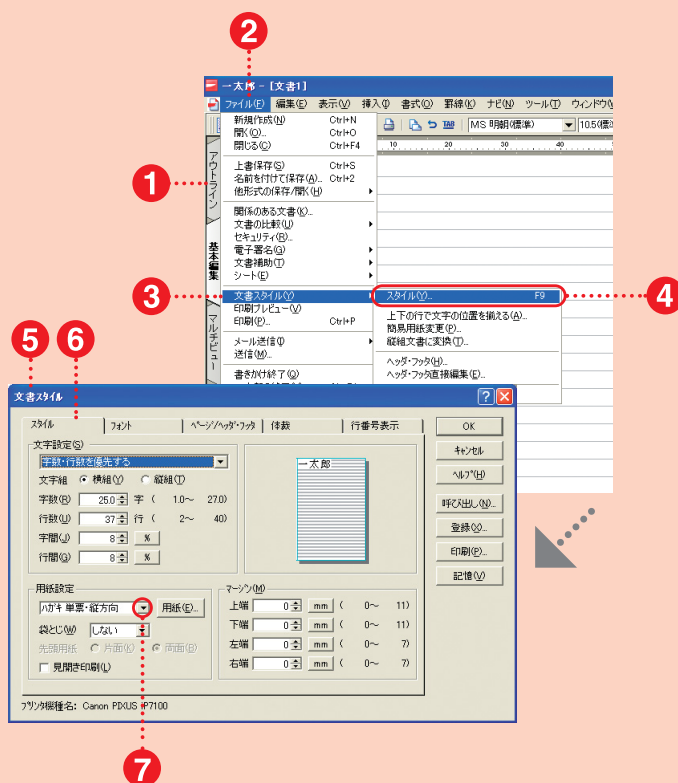 2
一太郎 - [文書1]
ファイル(F) 編集(E) 表示(V) 挿入(I) 書式(O) 罫線(K) ナビ(N) ツール(T) ウィンドウ
新規作成(N) Ctrl+N
開く(O)... Ctrl+O
閉じる(C) Ctrl+F4
MS 明朝(標準) 10.5(標準
10 20 30 40
アウトライン
1
上書保存(S) Ctrl+S
名前を付けて保存(A)... Ctrl+2
他形式の保存/開く(H)
関係のある文書(K)...
文書の比較(U)
セキュリティ(R)...
電子署名(G)
文書補助(T)
シート(E)
基本編集
3
文書スタイル(Y)
スタイル(Y)... F9
4
印刷プレビュー(V)
印刷(P)... Ctrl+P
上下の行で文字の位置を揃える(A)...
簡易用紙変更(P)...
縦組文書に変換(T)...
マルチビュー
メール送信(I)
送信(M)...
ヘッダ・フッタ(H)...
ヘッダ・フッタ直接編集(E)...
書きかけ終了(Q)
5
6
文書スタイル
スタイル フォント ページ/ヘッダ・フッタ 体裁 行番号表示
文字設定(S)
字数・行数を優先する
文字組 横組(Y) 縦組(T)
字数(R) 25.0 字 ( 1.0～ 27.0)
行数(U) 37 行 ( 2～ 40)
字間(J) 8 %
行間(G) 8 %
一太郎
用紙設定
ハガキ 単票・縦方向 用紙(E)...
袋とじ(W) しない
先頭用紙 片面(K) 両面(B)
見開き印刷(L)
マージン(M)
上端 0 mm ( 0～ 11)
下端 0 mm ( 0～ 11)
左端 0 mm ( 0～ 7)
右端 0 mm ( 0～ 7)
OK
キャンセル
ヘルプ(H)
呼び出し(N)...
登録(X)...
印刷(P)...
記憶(V)
プリンタ機種名: Canon PIXUS iP7100
7